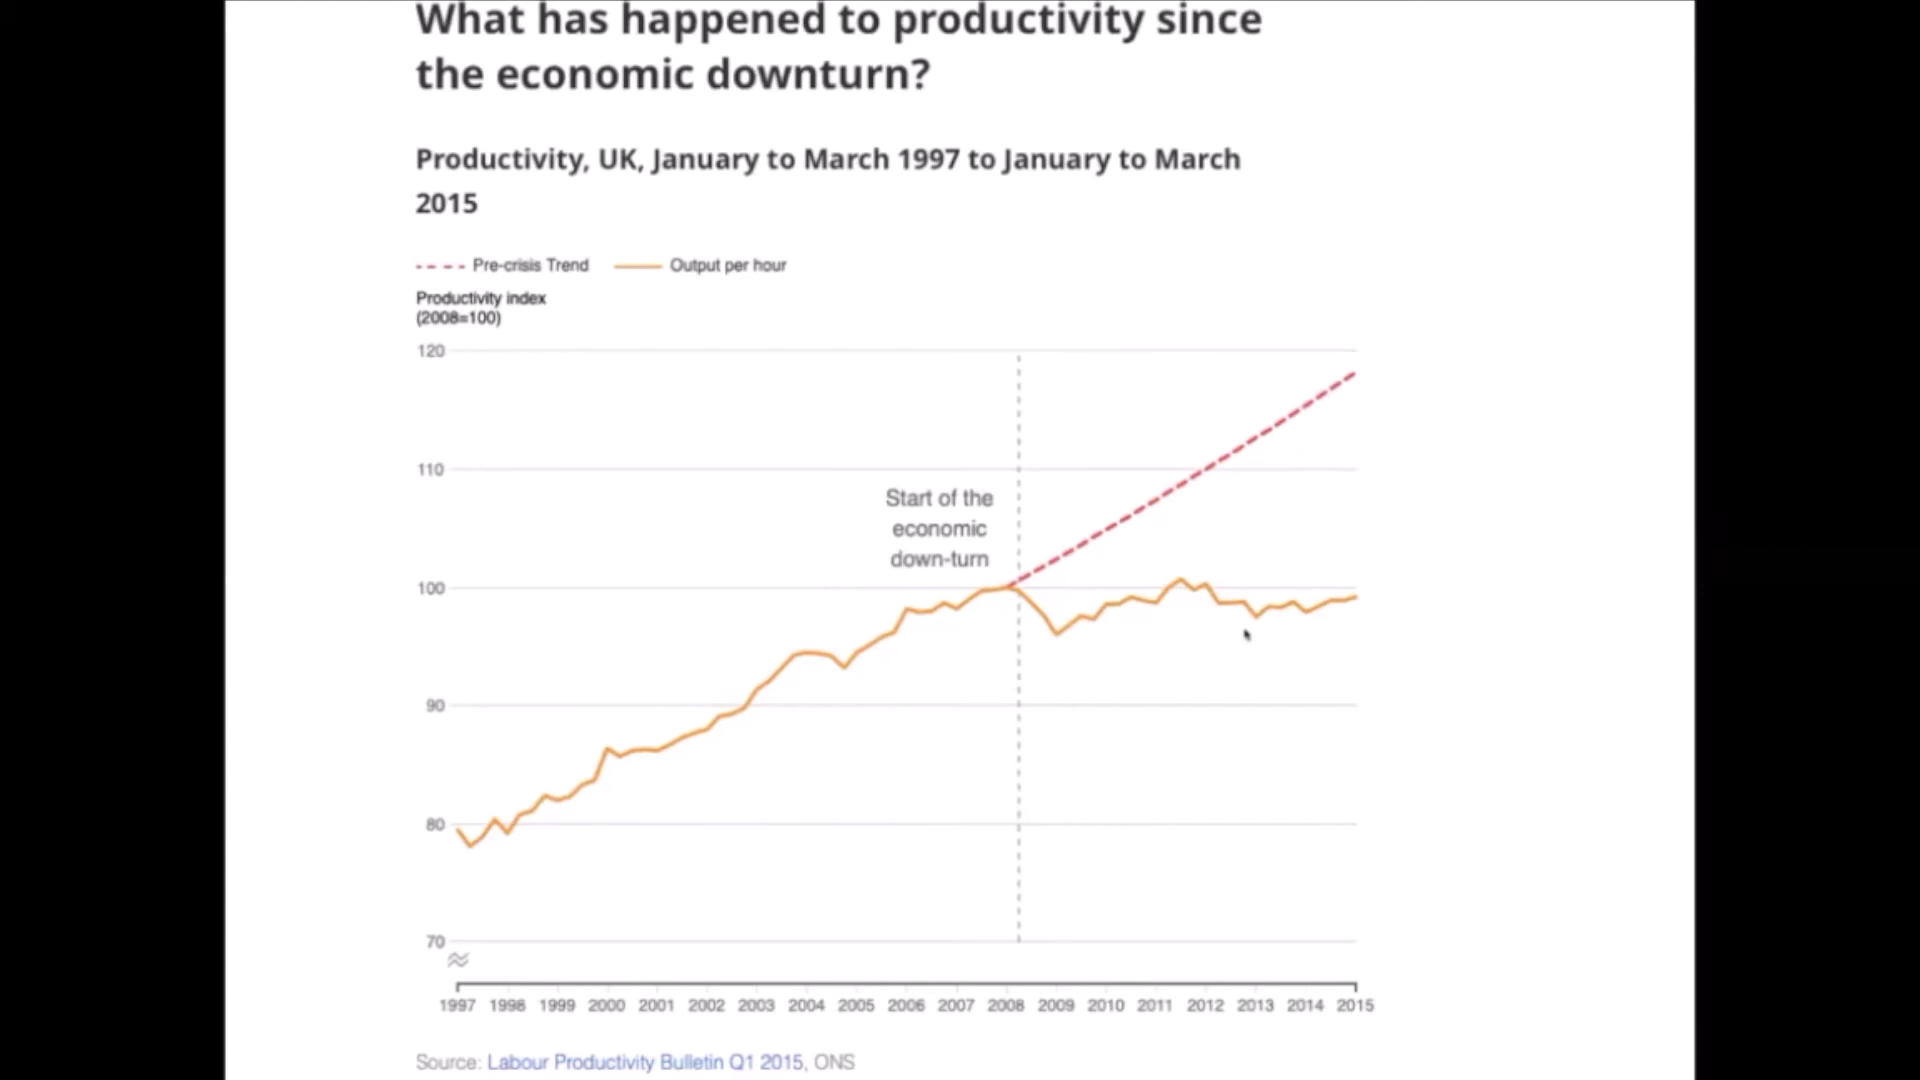 What has happened to productivity since
the economic downturn?
Productivity, UK, January to March 1997 to January to March
2015
Pre-crisis Trend Output per hour
Productivity index
(2008=100)
120
110
Start of the
economic
down-turn
100
90
80
70
1997 1998 1999 2000 2001 2002 2003 2004 2005 2006 2007 2008 2009 2010 2011 2012 2013 2014 2015
Source: Labour Productivity Bulletin Q1 2015, ONS